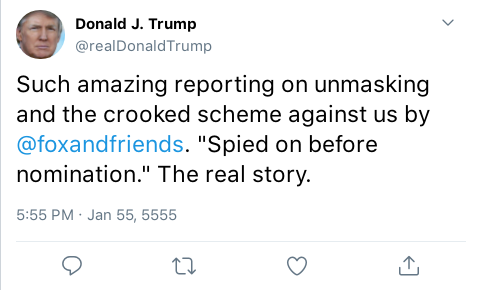 Donald J. Trump
@realDonaldTrump
Such amazing reporting on unmasking
and the crooked scheme against us by
@foxandfriends. "Spied on before
nomination." The real story.
5:55 PM · Jan 55, 5555